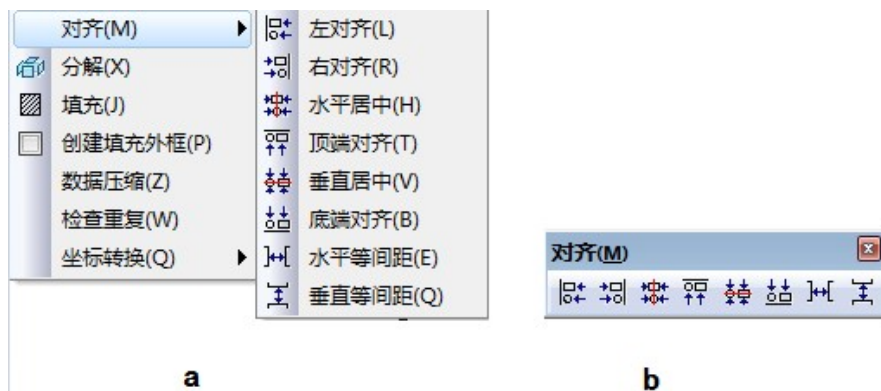 对齐(M)
分解(X)
填充(J)
创建填充外框(P)
数据压缩(Z)
检查重复(W)
坐标转换(Q)
左对齐(L)
右对齐(R)
水平居中(H)
顶端对齐(T)
垂直居中(V)
底端对齐(B)
水平等间距(E)
垂直等间距(Q)
对齐(M)
a
b